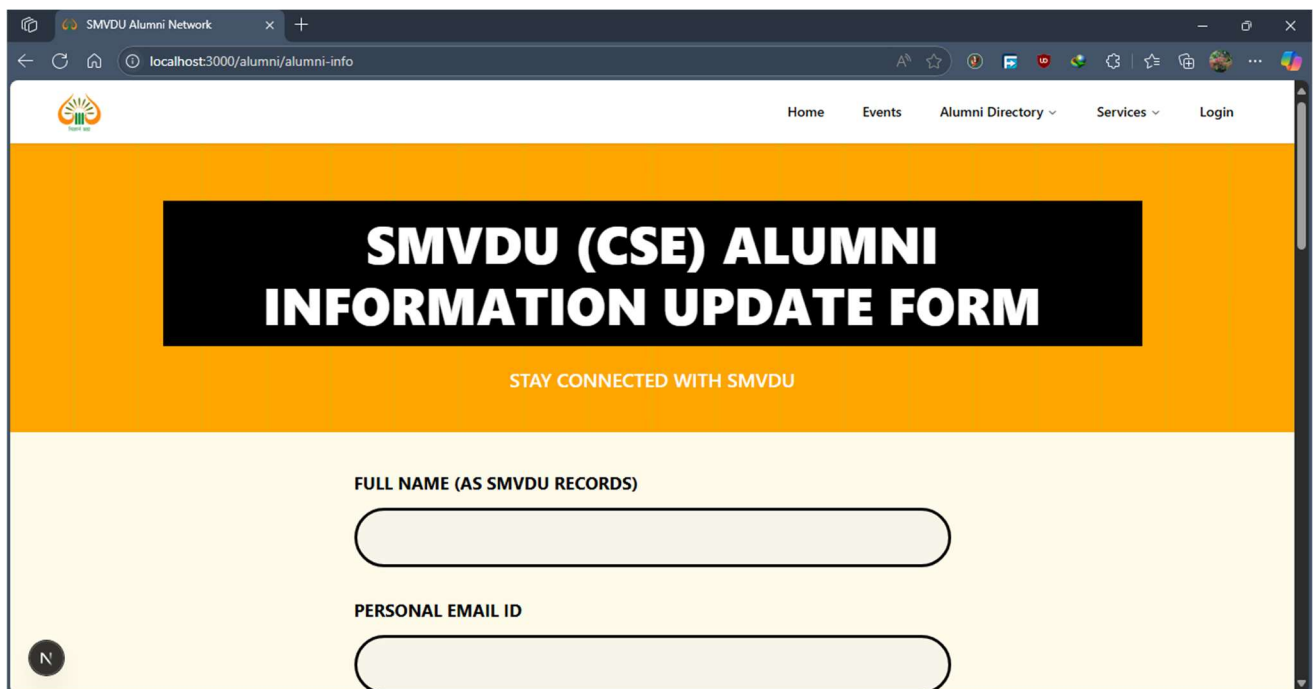 SMVDU Alumni Network
localhost:3000/alumni/alumni-info
Home Events Alumni Directory Services Login
SMVDU (CSE) ALUMNI
INFORMATION UPDATE FORM
STAY CONNECTED WITH SMVDU
FULL NAME (AS SMVDU RECORDS)
PERSONAL EMAIL ID
N